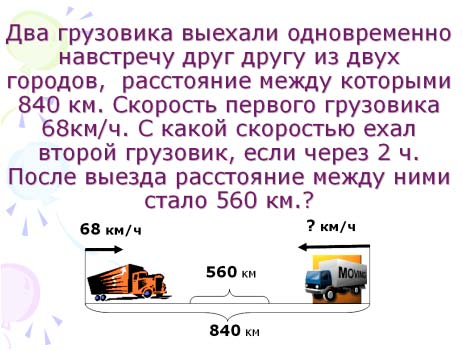 Два грузовика выехали одновременно
навстречу друг другу из двух
городов, расстояние между которыми
840 км. Скорость первого грузовика
68км/ч. С какой скоростью ехал
второй грузовик, если через 2 ч.
После выезда расстояние между ними
стало 560 км.?
68 км/ч
? км/ч
MOVING
560 км
840 км